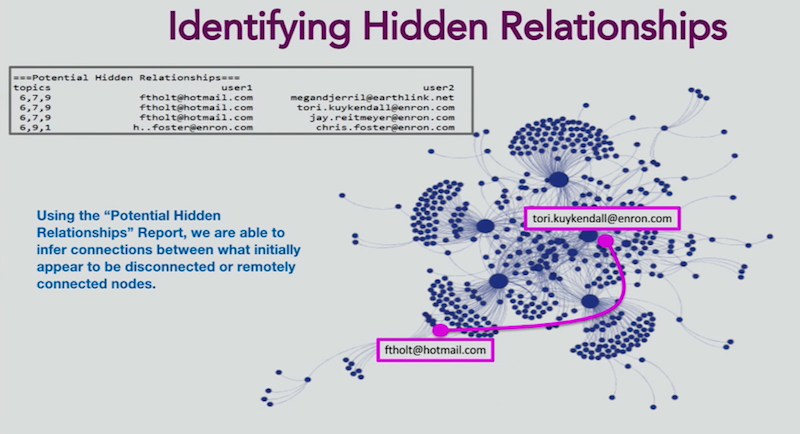 Identifying Hidden Relationships
===Potential Hidden Relationships===
topics user1 user2
6,7,9 ftholt@hotmail.com megandjerril@earthlink.net
6,7,9 ftholt@hotmail.com tori.kuykendall@enron.com
6,7,9 ftholt@hotmail.com jay.reitmeyer@enron.com
6,9,1 h..foster@enron.com chris.foster@enron.com
Using the “Potential Hidden
Relationships” Report, we are able to
infer connections between what initially
appear to be disconnected or remotely
connected nodes.
tori.kuykendall@enron.com
ftholt@hotmail.com